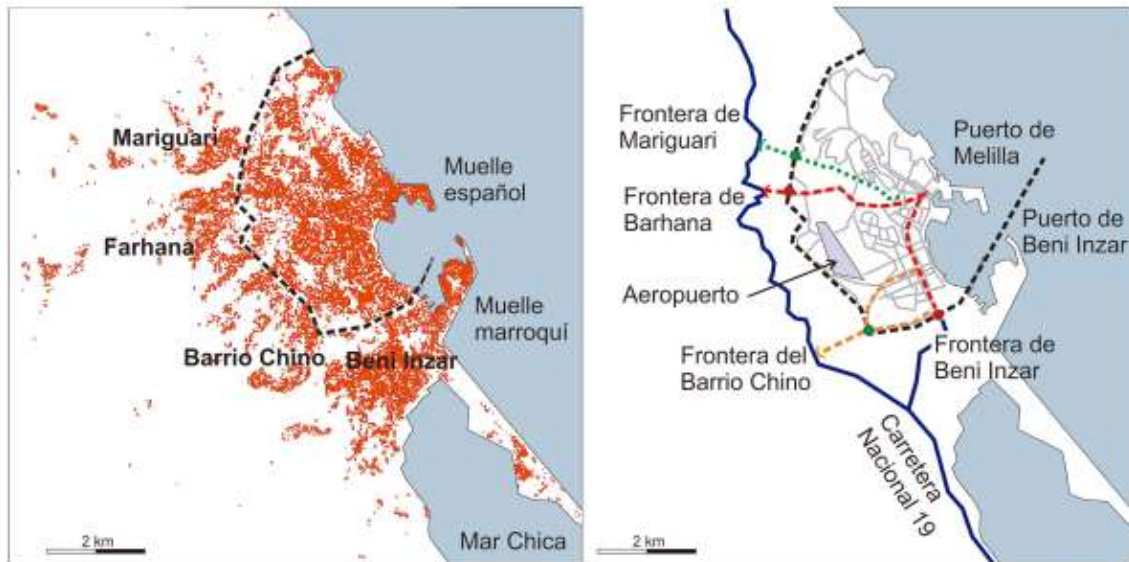 Mariguari
Farhana
Barrio Chino
Beni Inzar
Muelle
español
Muelle
marroquí
Mar Chica
2 km
Frontera de
Mariguari
Frontera de
Barhana
Aeropuerto
Frontera del
Barrio Chino
Puerto de
Melilla
Puerto de
Beni Inzar
Frontera de
Beni Inzar
Carretera
Nacional 19
2 km